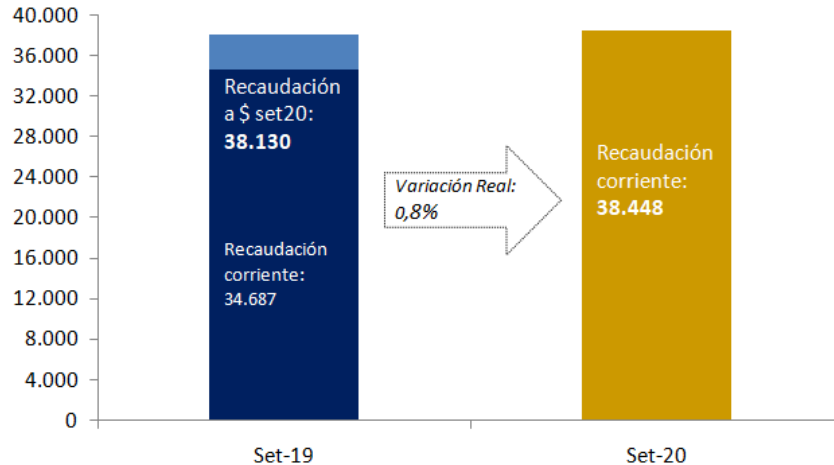 40.000
36.000
32.000
28.000
24.000
20.000
16.000
12.000
8.000
4.000
0
Recaudación
a $ set20:
38.130
Recaudación
corriente:
34.687
Variación Real:
0,8%
Recaudación
corriente:
38.448
Set-19
Set-20